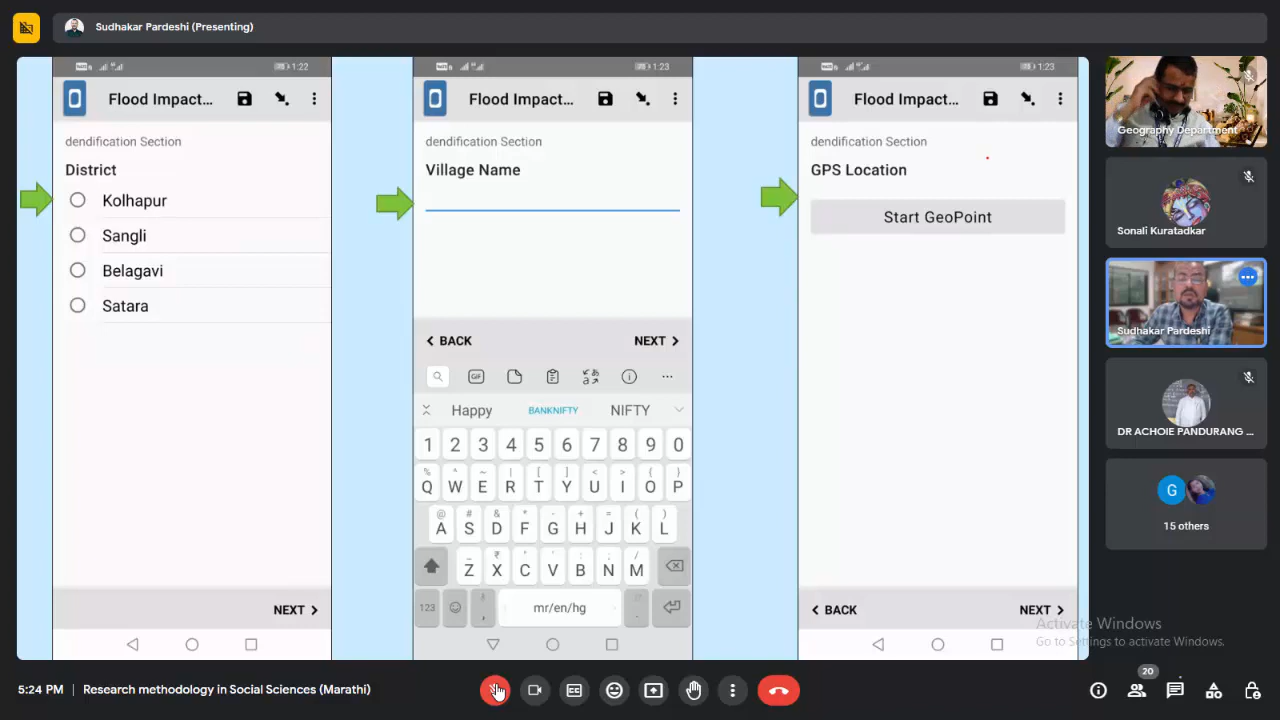 Sudhakar Pardeshi (Presenting)
1:22
Flood Impact...
dendification Section
District
Kolhapur
Sangli
Belagavi
Satara
NEXT
1:23
Flood Impact...
dendification Section
Village Name
BACK NEXT
GIF
Happy BANKNIFTY NIFTY
1 2 3 4 5 6 7 8 9 0
Q W E R T Y U I O P
A S D F G H J K L
Z X C V B N M
123 mr/en/hg
1:23
Flood Impact...
dendification Section
GPS Location
Start GeoPoint
BACK NEXT
Geography Department
Sonali Kuratadkar
Sudhakar Pardeshi
DR ACHOIE PANDURANG ...
G
15 others
Activate Windows
Go to Settings to activate Windows.
5:24 PM | Research methodology in Social Sciences (Marathi)
20